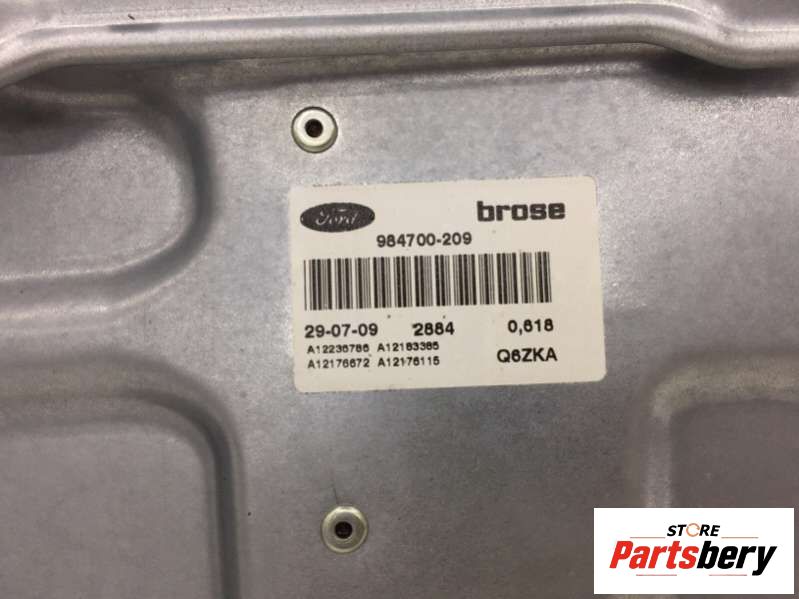 Ford brose
984700-209
29-07-09 2884 0,618
A12236786 A12163385
A12176672 A12176115 Q6ZKA
STORE
Partsbery